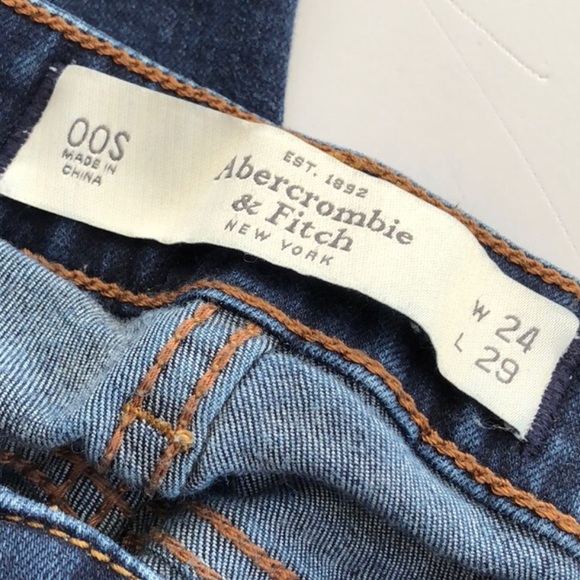 00S
MADE IN
CHINA
EST. 1892
Abercrombie
& Fitch
NEW YORK
W 24
L 29